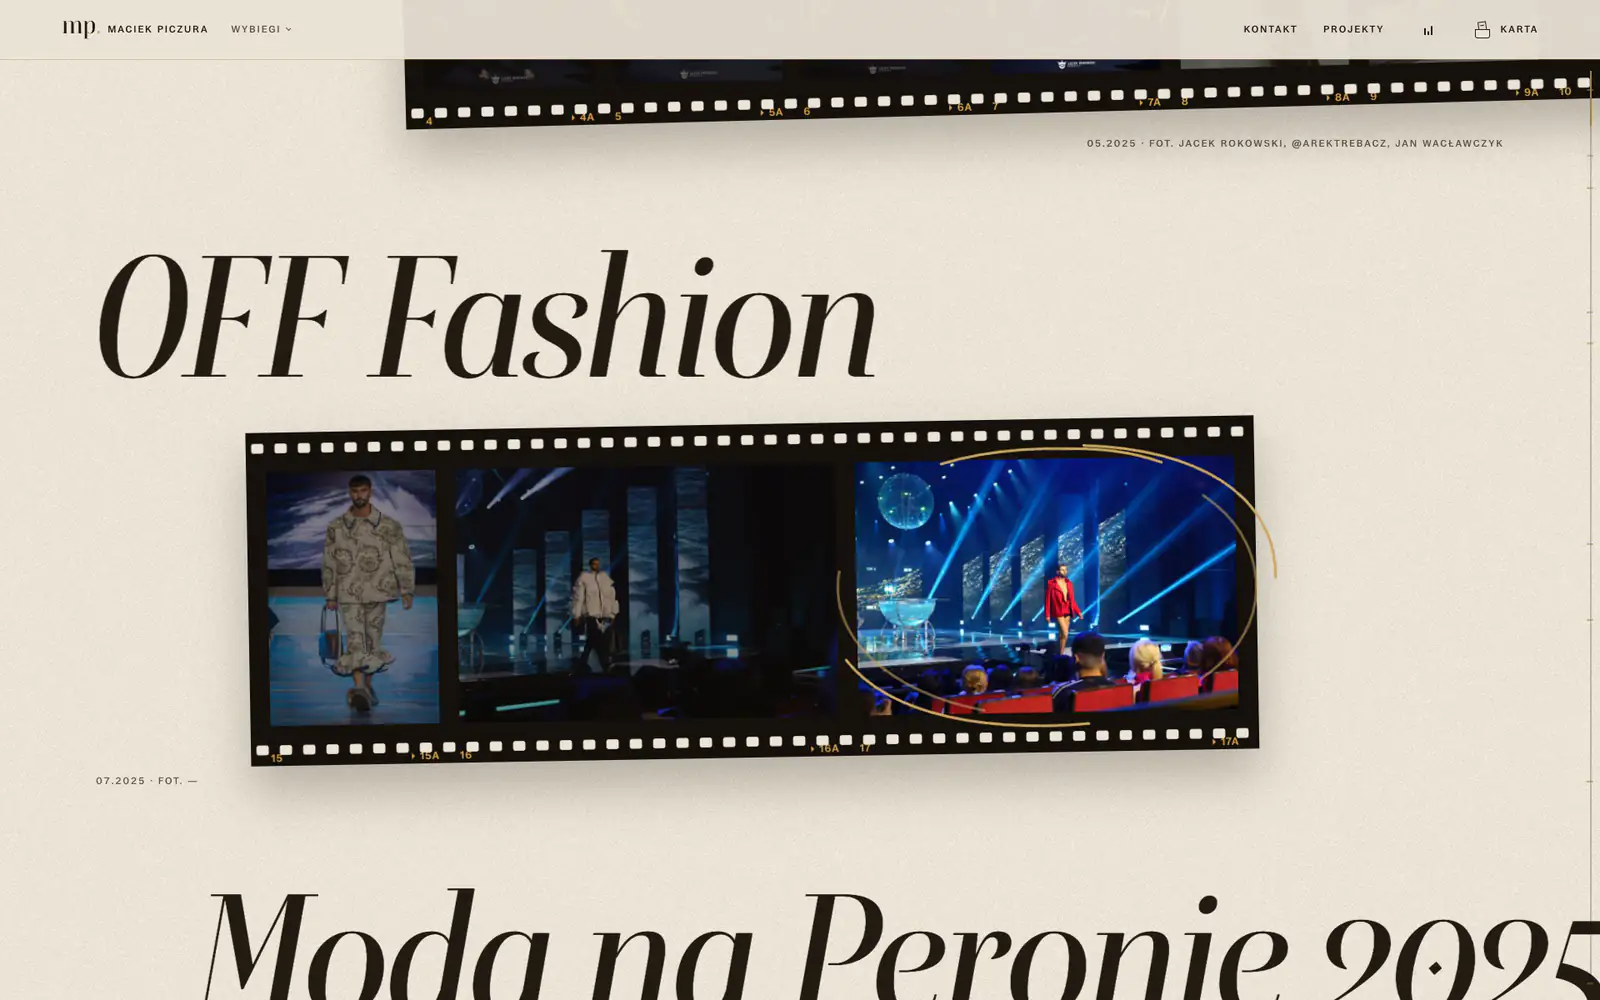 mp. MACIEK PICZURA WYBIEGI KONTAKT PROJEKTY KARTA
4 4A 5 5A 6 6A 7 7A 8 8A 9 9A 10
05.2025 · FOT. JACEK ROKOWSKI, @AREKTREBACZ, JAN WACŁAWCZYK
OFF Fashion
15 15A 16 16A 17 17A
07.2025 · FOT. —
Moda na Peronie 2025